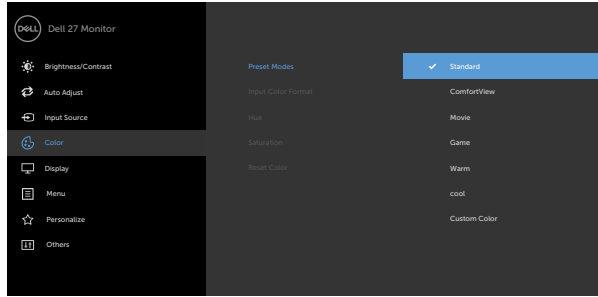 DELL
Dell 27 Monitor
Brightness/Contrast
Auto Adjust
Input Source
Color
Display
Menu
Personalize
Others
Preset Modes
Input Color Format
Hue
Saturation
Reset Color
Standard
ComfortView
Movie
Game
Warm
cool
Custom Color